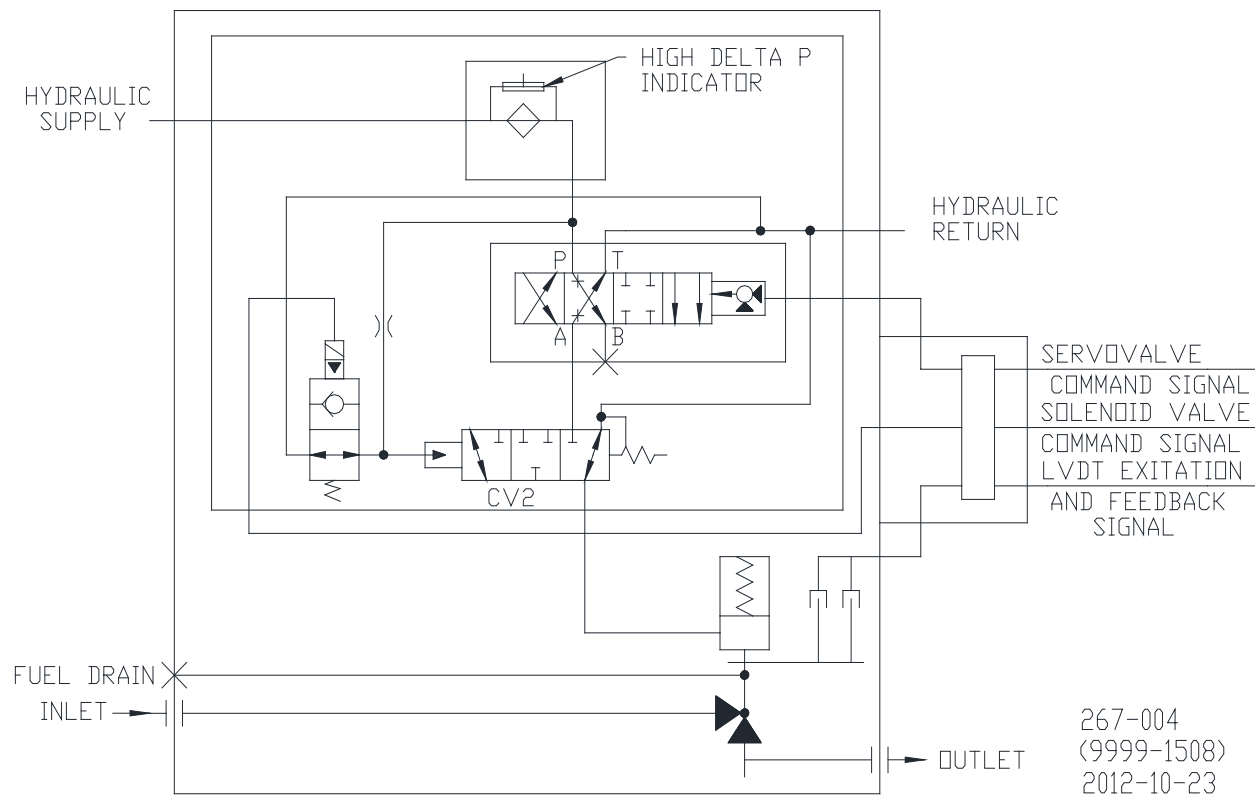 HIGH DELTA P
INDICATOR
HYDRAULIC
SUPPLY
HYDRAULIC
RETURN
P
T
A
B
SERVOVALVE
COMMAND SIGNAL
SOLENOID VALVE
COMMAND SIGNAL
LVDT EXITATION
AND FEEDBACK
SIGNAL
CV2
FUEL DRAIN
INLET
OUTLET
267-004
(9999-1508)
2012-10-23